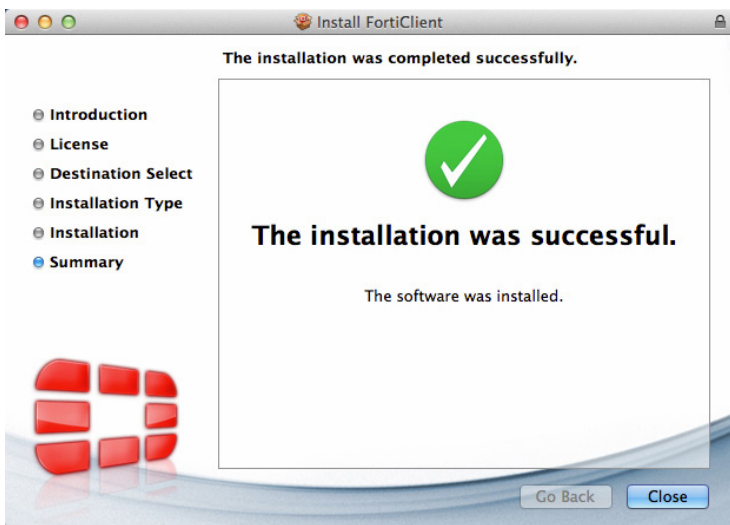 Install FortiClient
The installation was completed successfully.
Introduction
License
Destination Select
Installation Type
Installation
Summary
The installation was successful.
The software was installed.
Go Back
Close